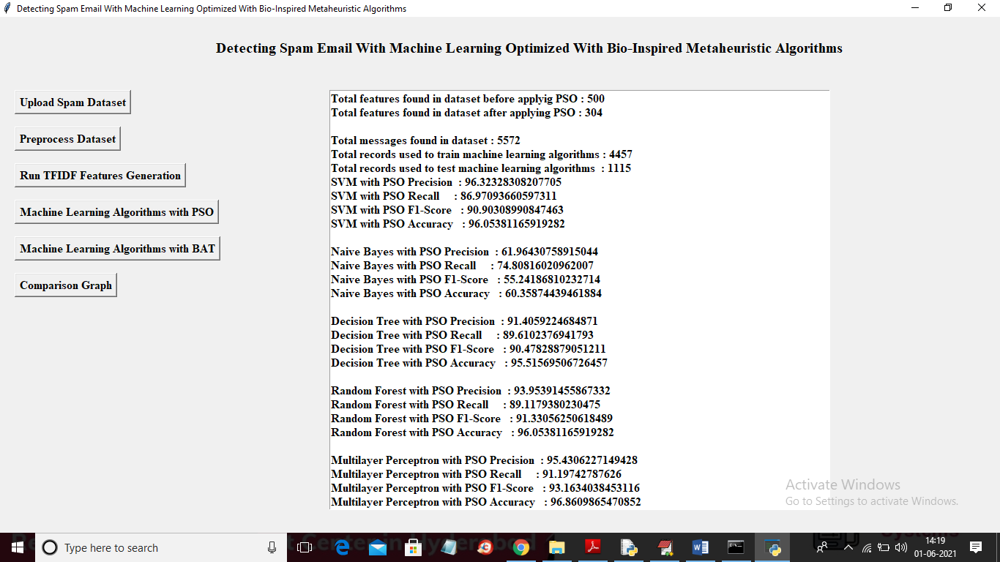 Detecting Spam Email With Machine Learning Optimized With Bio-Inspired Metaheuristic Algorithms
Detecting Spam Email With Machine Learning Optimized With Bio-Inspired Metaheuristic Algorithms
Upload Spam Dataset
Preprocess Dataset
Run TFIDF Features Generation
Machine Learning Algorithms with PSO
Machine Learning Algorithms with BAT
Comparison Graph
Total features found in dataset before applyig PSO : 500
Total features found in dataset after applying PSO : 304
Total messages found in dataset : 5572
Total records used to train machine learning algorithms : 4457
Total records used to test machine learning algorithms : 1115
SVM with PSO Precision : 96.32328308207705
SVM with PSO Recall : 86.97093660597311
SVM with PSO F1-Score : 90.90308990847463
SVM with PSO Accuracy : 96.05381165919282
Naive Bayes with PSO Precision : 61.96430758915044
Naive Bayes with PSO Recall : 74.80816020962007
Naive Bayes with PSO F1-Score : 55.24186810232714
Naive Bayes with PSO Accuracy : 60.35874439461884
Decision Tree with PSO Precision : 91.4059224684871
Decision Tree with PSO Recall : 89.6102376941793
Decision Tree with PSO F1-Score : 90.47828879051211
Decision Tree with PSO Accuracy : 95.51569506726457
Random Forest with PSO Precision : 93.95391455867332
Random Forest with PSO Recall : 89.1179380230475
Random Forest with PSO F1-Score : 91.33056250618489
Random Forest with PSO Accuracy : 96.05381165919282
Multilayer Perceptron with PSO Precision : 95.4306227149428
Multilayer Perceptron with PSO Recall : 91.19742787626
Multilayer Perceptron with PSO F1-Score : 93.1634038453116
Multilayer Perceptron with PSO Accuracy : 96.8609865470852
Activate Windows
Go to Settings to activate Windows.
Type here to search
14:19
01-06-2021